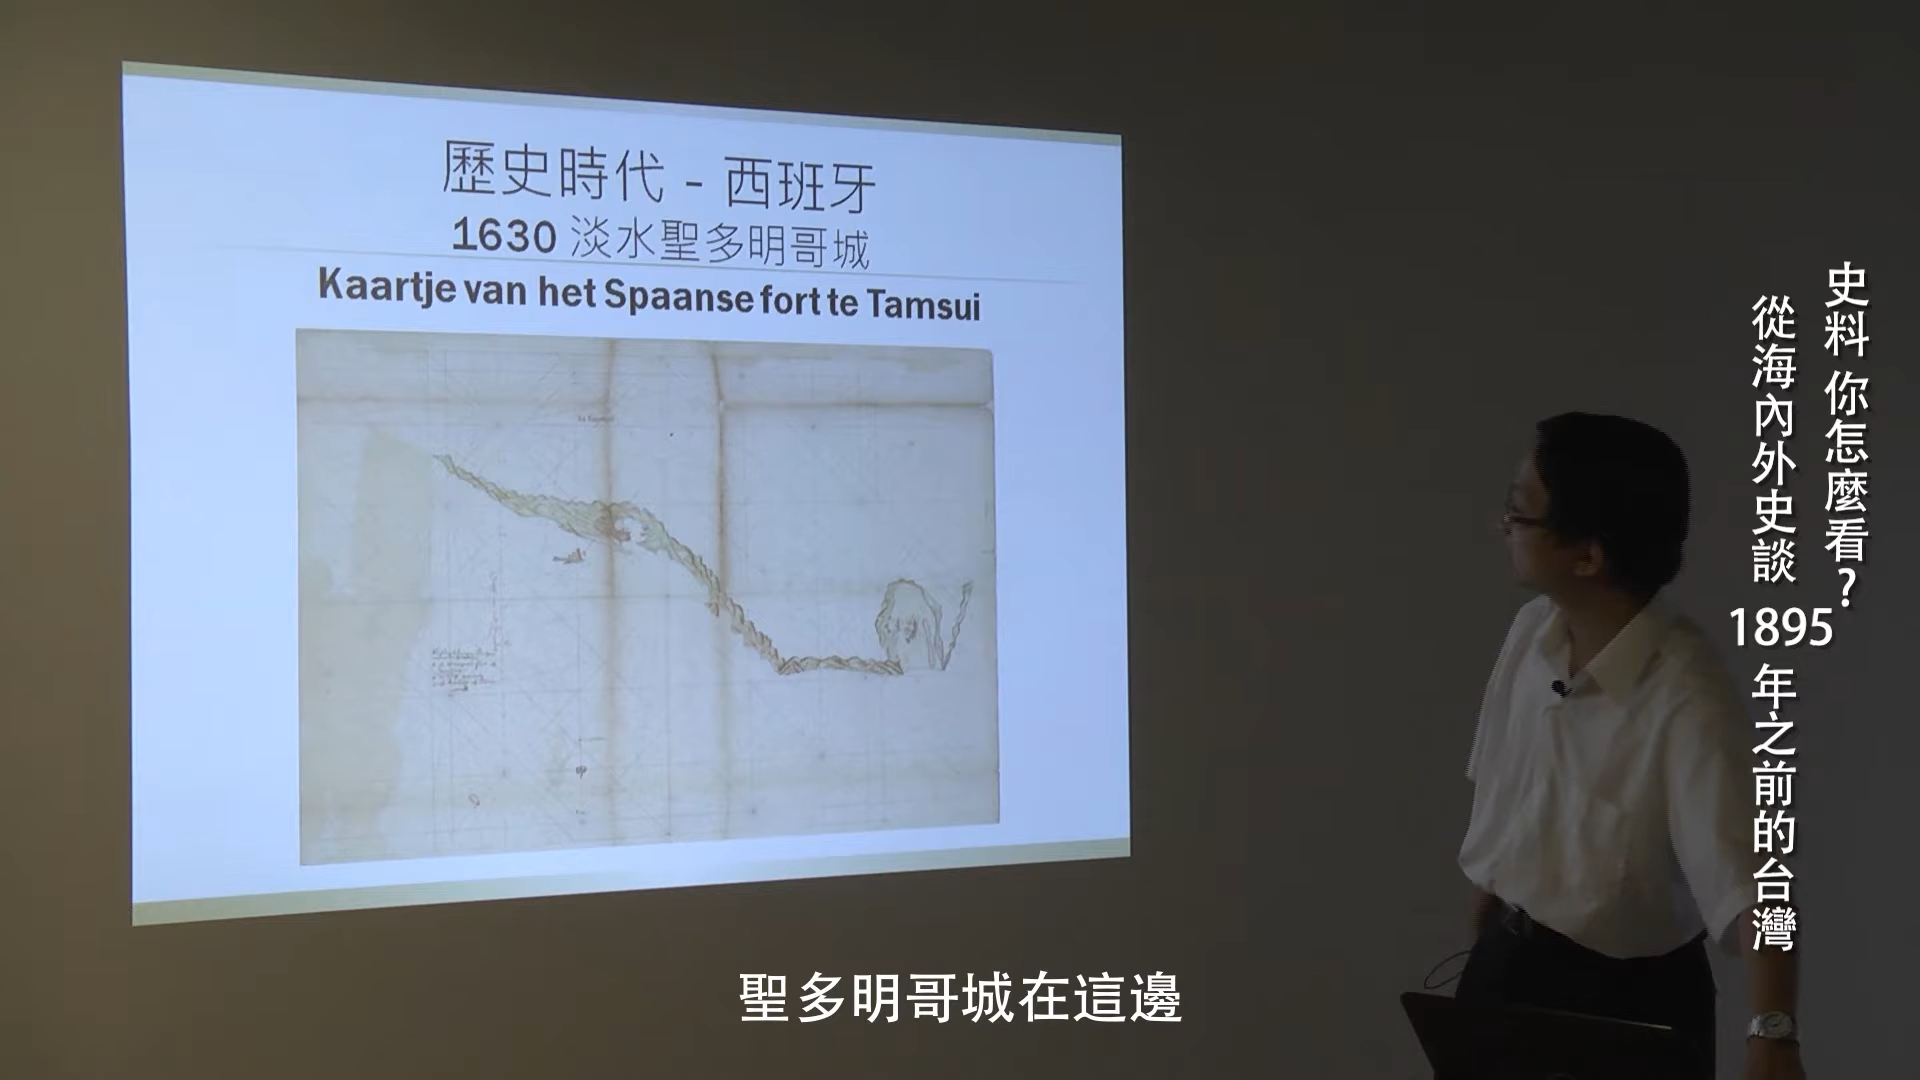 歷史時代 - 西班牙
1630 淡水聖多明哥城
Kaartje van het Spaanse fort te Tamsui
史料 你怎麼看?
從海內外史談 1895 年之前的台灣
聖多明哥城在這邊